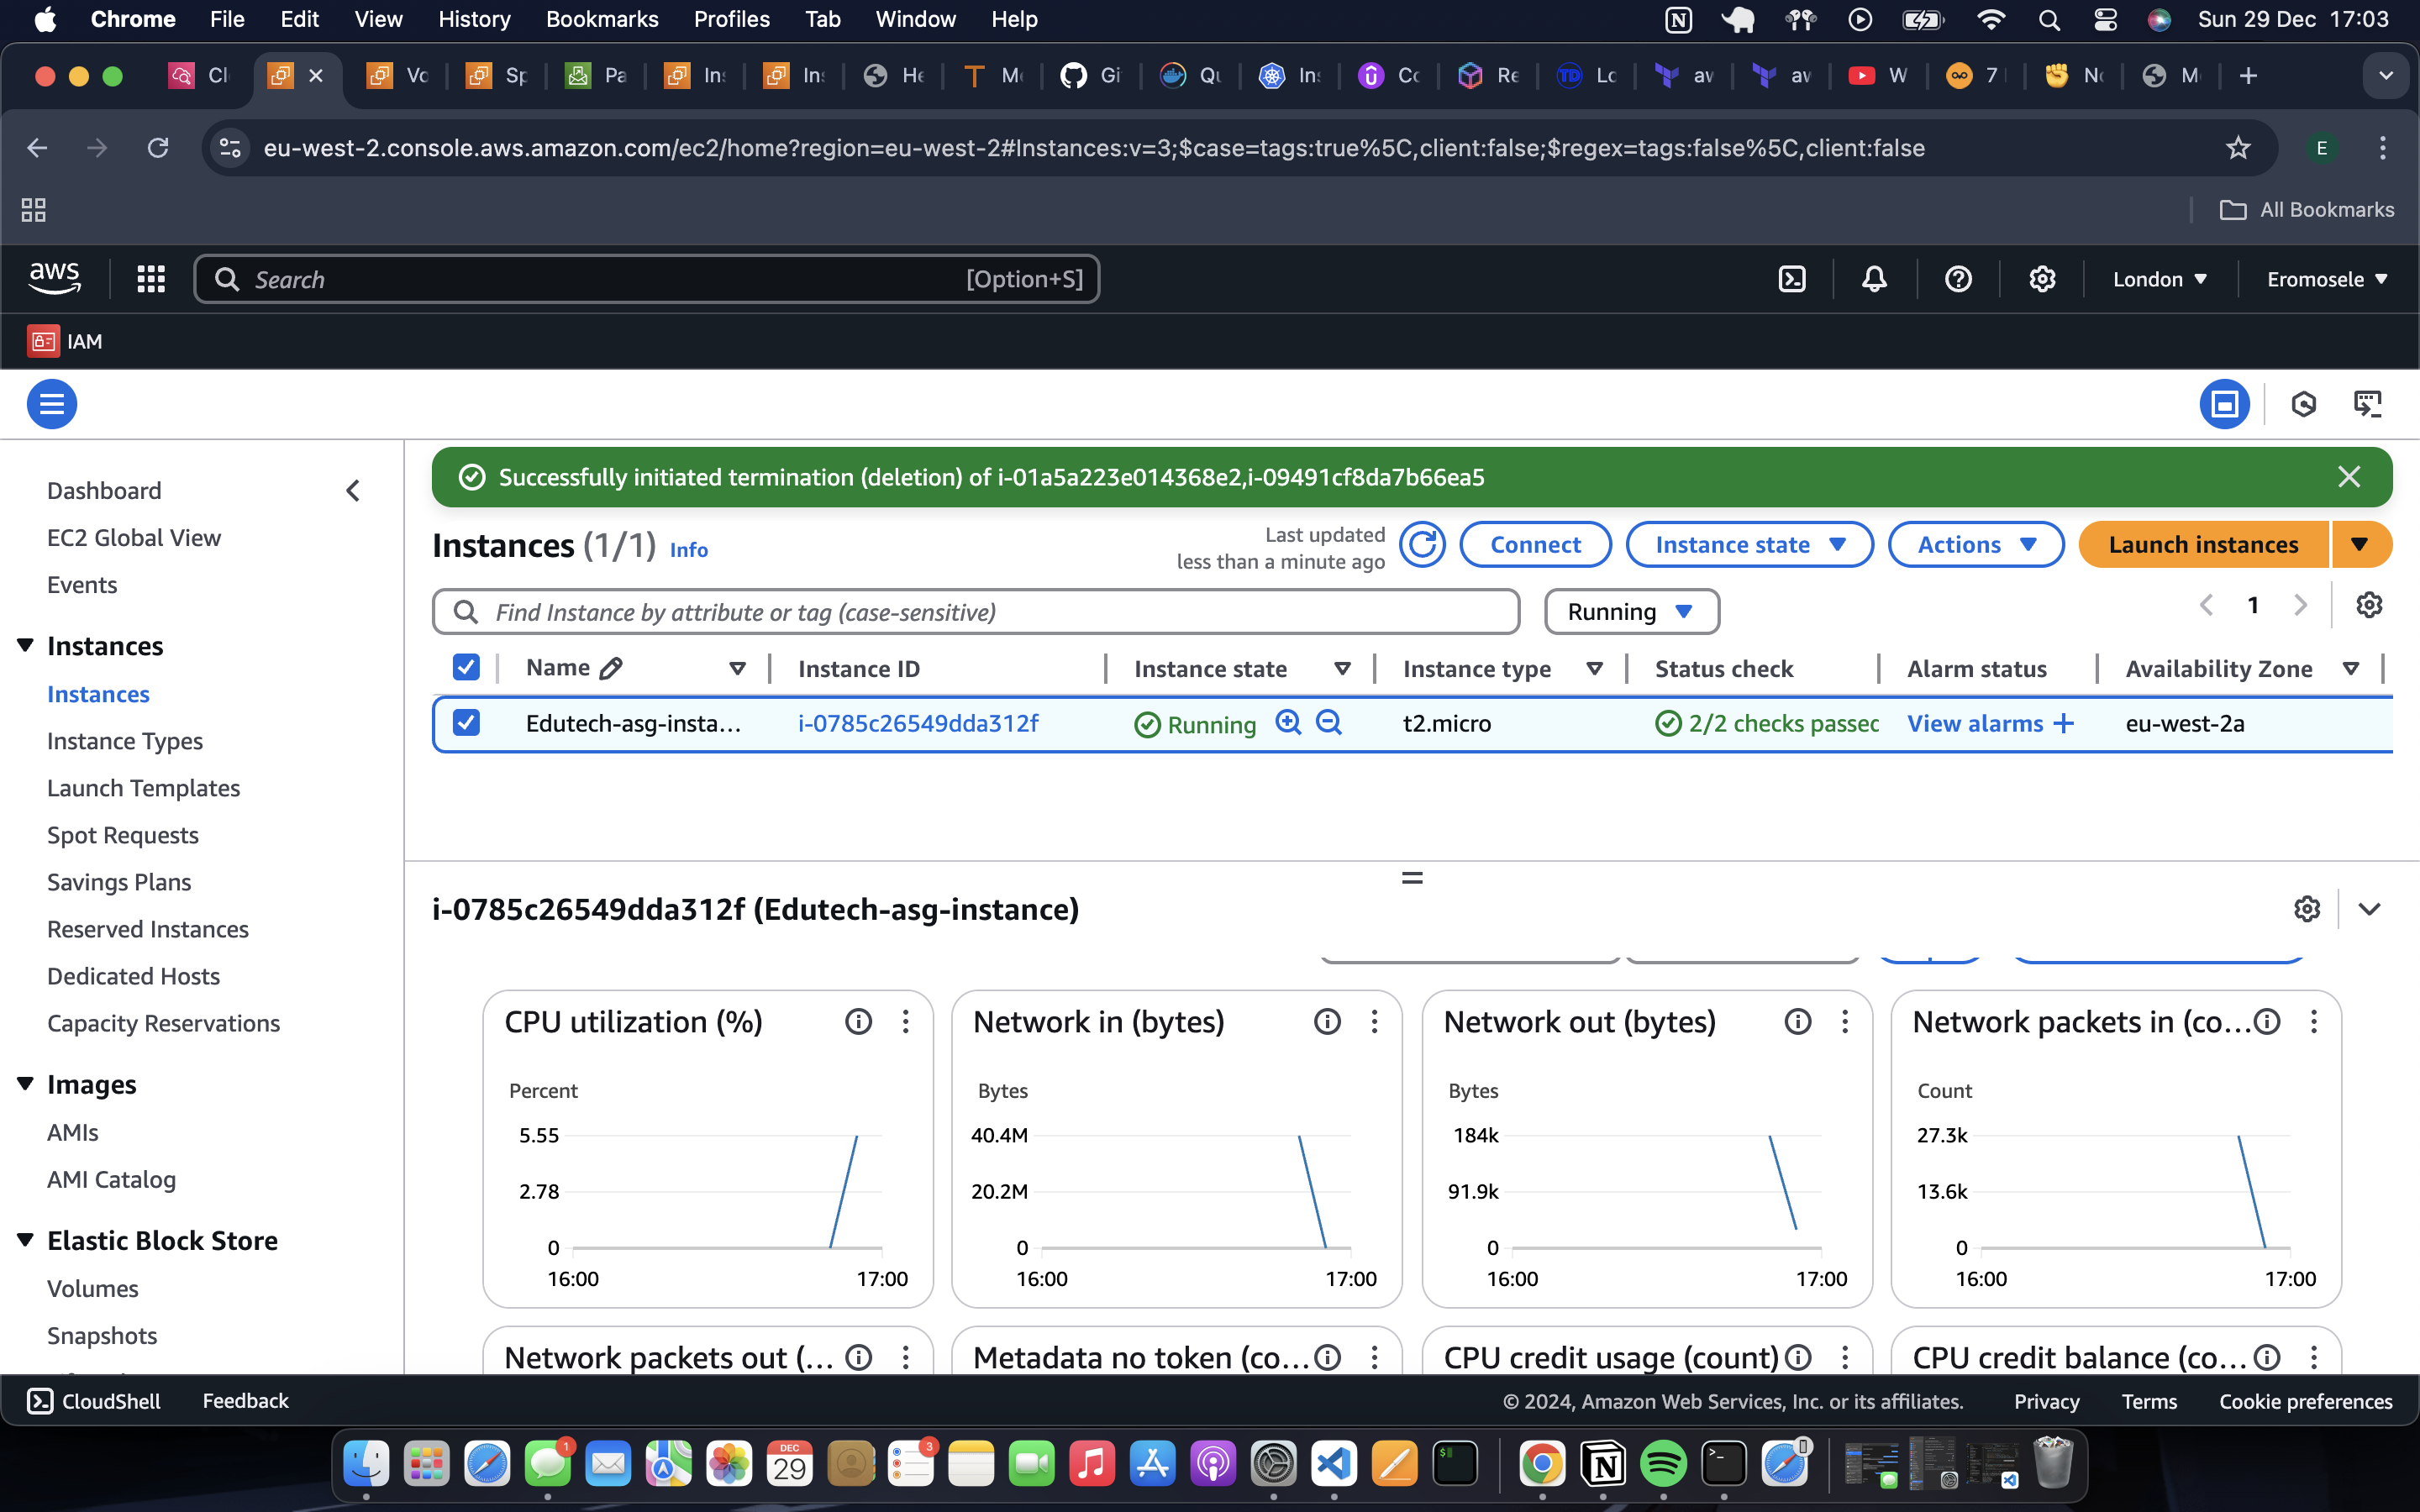 Chrome File Edit View History Bookmarks Profiles Tab Window Help Sun 29 Dec 17:03
Cl Vo Sp Pa In In He T M Gi Qu In Co Re TD Lo av av W 7 No M
eu-west-2.console.aws.amazon.com/ec2/home?region=eu-west-2#Instances:v=3;$case=tags:true%5C,client:false;$regex=tags:false%5C,client:false E
All Bookmarks
aws Search [Option+S] London Eromosele
IAM
Successfully initiated termination (deletion) of i-01a5a223e014368e2,i-09491cf8da7b66ea5
Dashboard
EC2 Global View
Events
Instances
Instances
Instance Types
Launch Templates
Spot Requests
Savings Plans
Reserved Instances
Dedicated Hosts
Capacity Reservations
Images
AMIs
AMI Catalog
Elastic Block Store
Volumes
Snapshots
Instances (1/1) Info
Last updated
less than a minute ago
Connect Instance state Actions Launch instances
Find Instance by attribute or tag (case-sensitive) Running 1
Name Instance ID Instance state Instance type Status check Alarm status Availability Zone
Edutech-asg-insta… i-0785c26549dda312f Running t2.micro 2/2 checks passec View alarms + eu-west-2a
i-0785c26549dda312f (Edutech-asg-instance)
CPU utilization (%)
Percent
5.55
2.78
0
16:00 17:00
Network in (bytes)
Bytes
40.4M
20.2M
0
16:00 17:00
Network out (bytes)
Bytes
184k
91.9k
0
16:00 17:00
Network packets in (co…
Count
27.3k
13.6k
0
16:00 17:00
Network packets out (…
Metadata no token (co…
CPU credit usage (count)
CPU credit balance (co…
CloudShell Feedback © 2024, Amazon Web Services, Inc. or its affiliates. Privacy Terms Cookie preferences
1 DEC 29 3